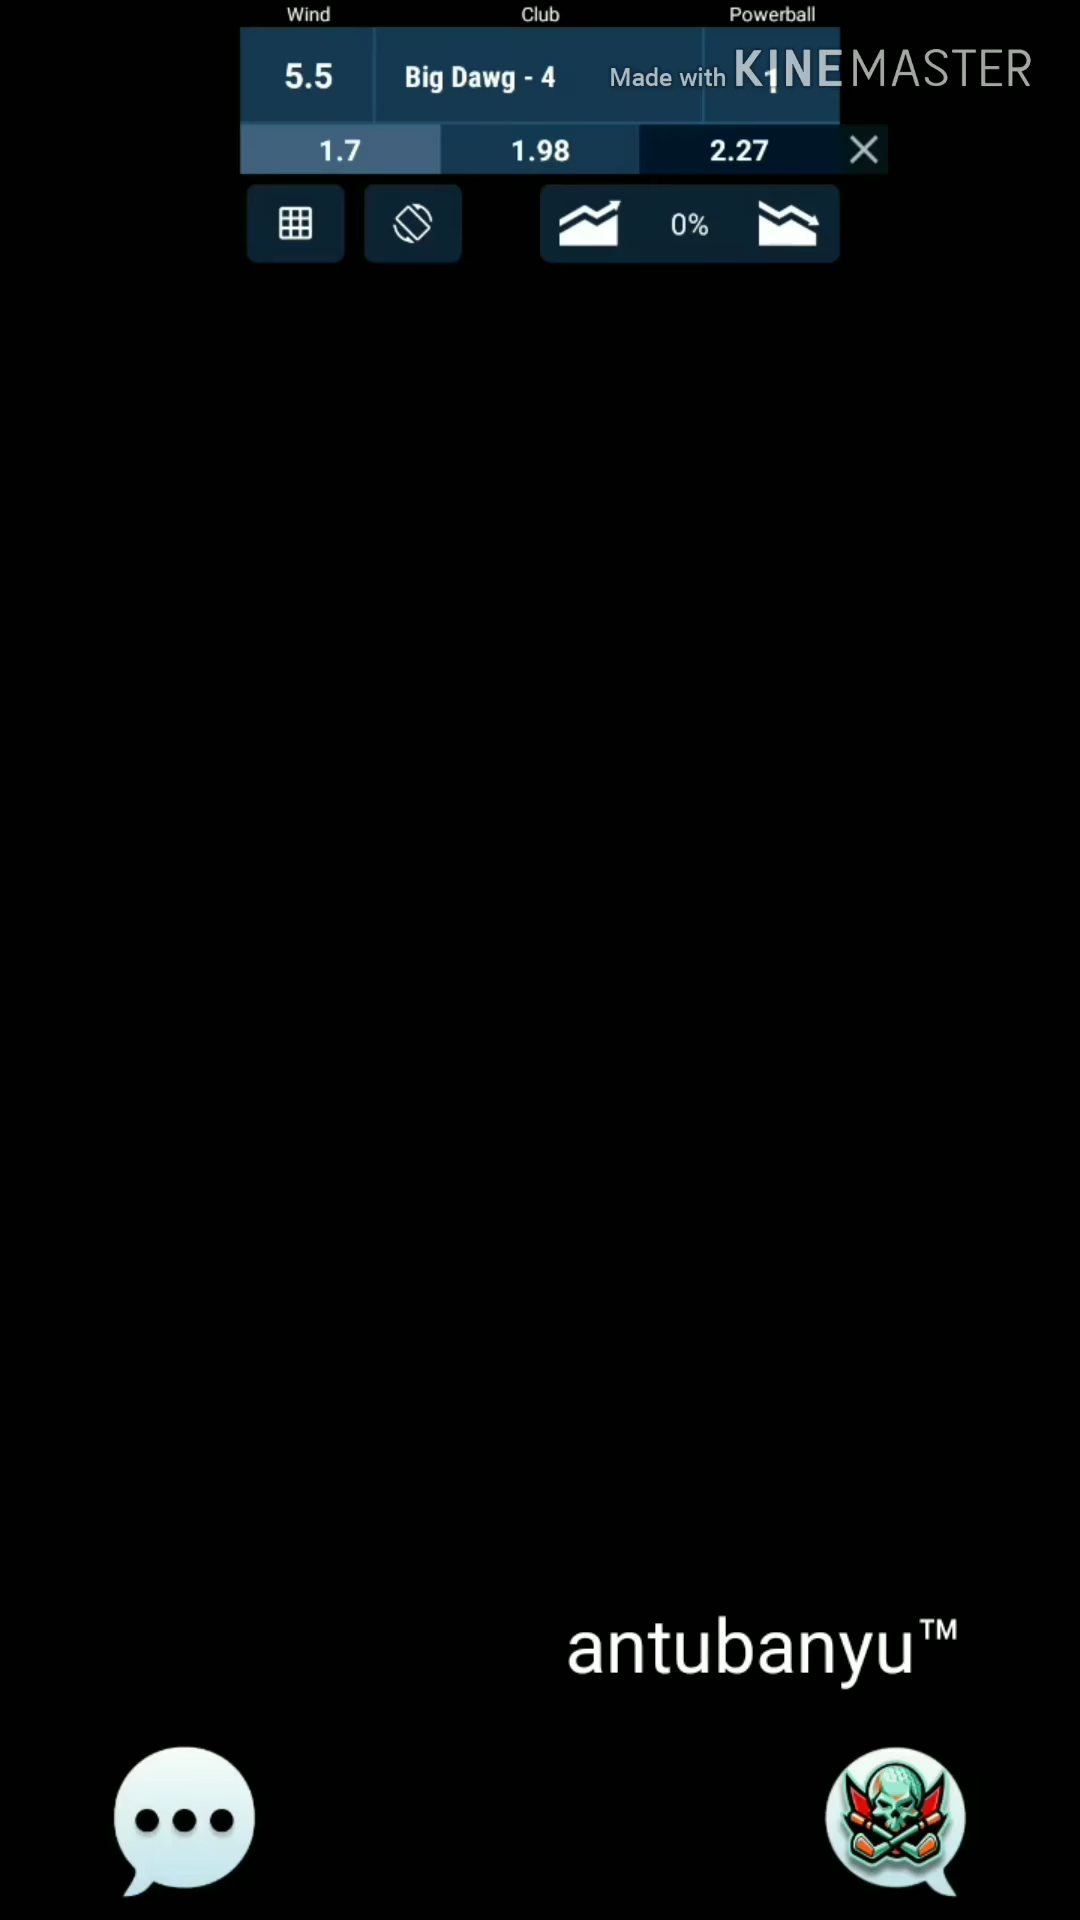 Wind Club Powerball
5.5 Big Dawg - 4 1
Made with KINEMASTER
1.7 1.98 2.27
0%
antubanyu™